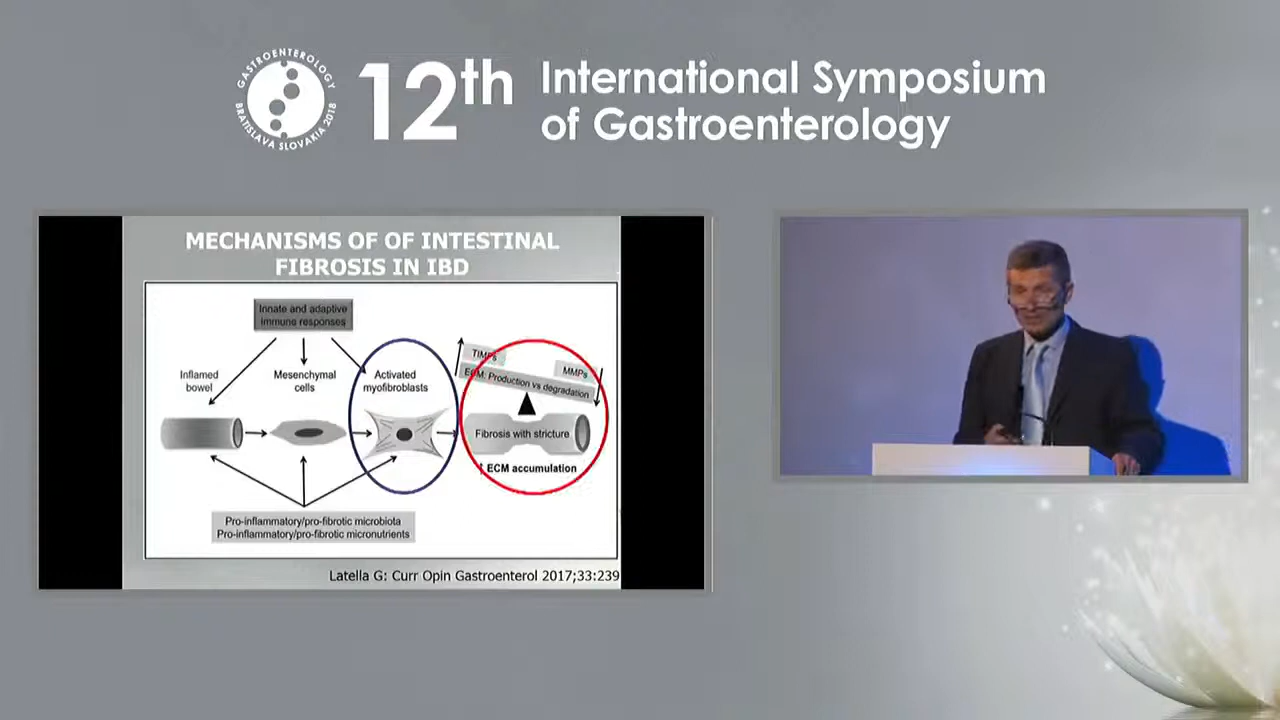 GASTROENTEROLOGY
BRATISLAVA SLOVAKIA 2018
12th
International Symposium
of Gastroenterology
MECHANISMS OF OF INTESTINAL
FIBROSIS IN IBD
Innate and adaptive
immune responses
Inflamed
bowel
Mesenchymal
cells
Activated
myofibroblasts
TIMPs
MMPs
ECM: Production vs degradation
Fibrosis with stricture
ECM accumulation
Pro-inflammatory/pro-fibrotic microbiota
Pro-inflammatory/pro-fibrotic micronutrients
Latella G: Curr Opin Gastroenterol 2017;33:239